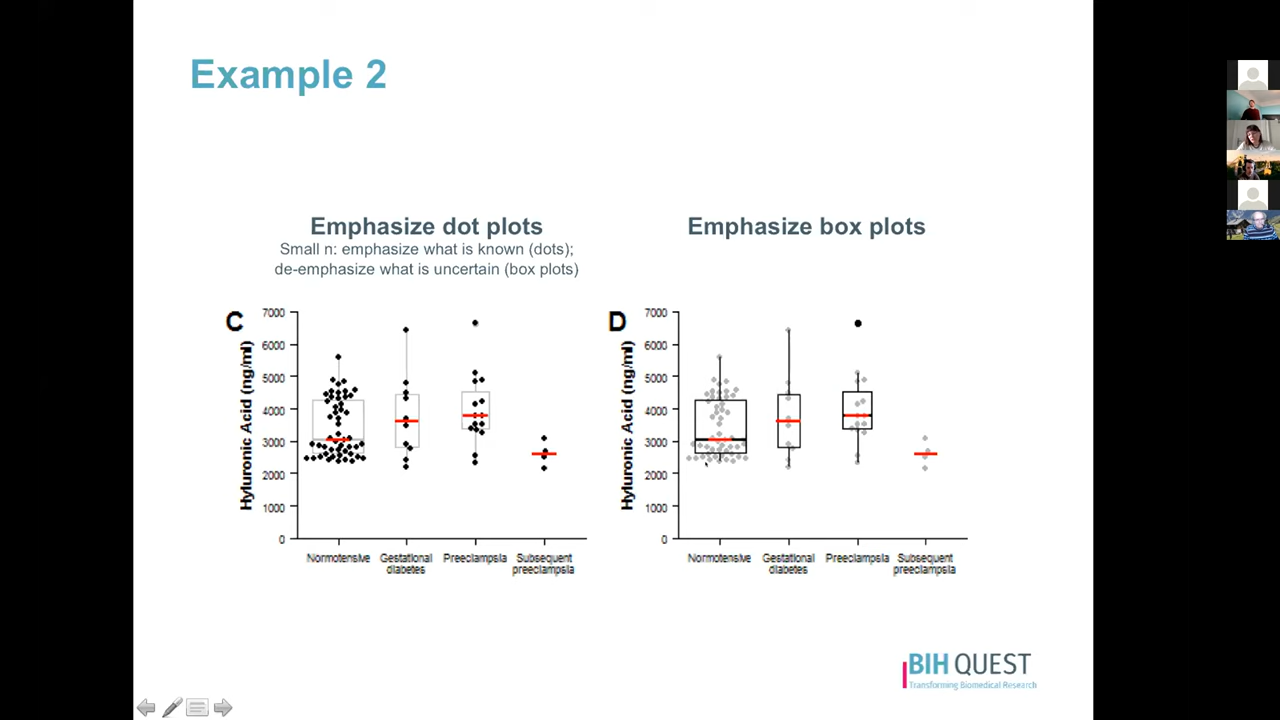 Example 2
Emphasize dot plots
Small n: emphasize what is known (dots);
de-emphasize what is uncertain (box plots)
Emphasize box plots
C
Hyluronic Acid (ng/ml)
7000
6000
5000
4000
3000
2000
1000
0
Normotensive
Gestational
diabetes
Preeclampsia
Subsequent
preeclampsia
D
Hyluronic Acid (ng/ml)
7000
6000
5000
4000
3000
2000
1000
0
Normotensive
Gestational
diabetes
Preeclampsia
Subsequent
preeclampsia
BIH QUEST
Transforming Biomedical Research